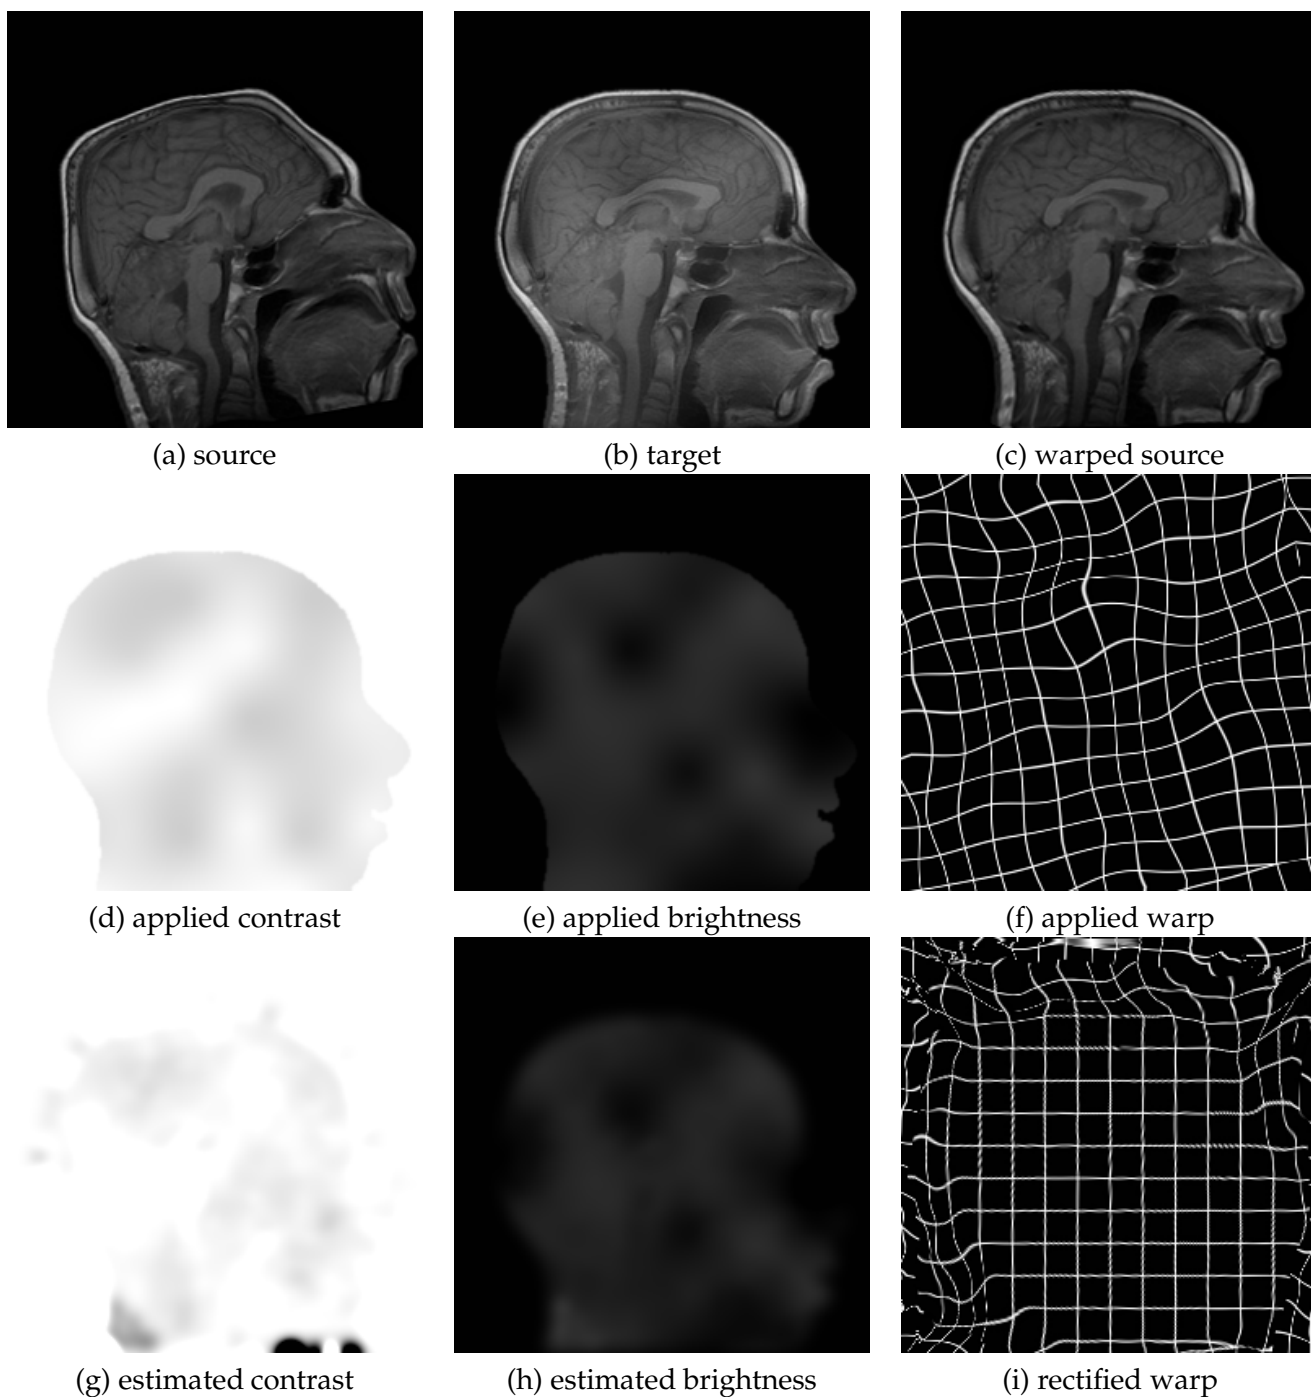 (a) source
(b) target
(c) warped source
(d) applied contrast
(e) applied brightness
(f) applied warp
(g) estimated contrast
(h) estimated brightness
(i) rectified warp